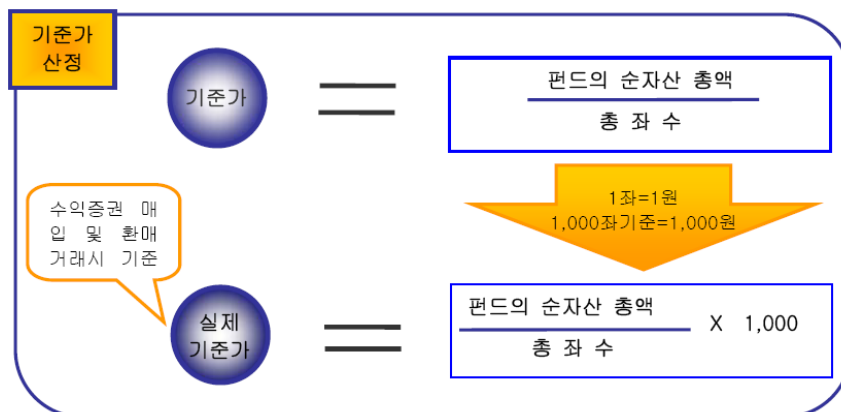 기준가
산정
기준가
펀드의 순자산 총액
총 좌 수
1좌=1원
1,000좌기준=1,000원
수익증권 매
입 및 환매
거래시 기준
실제
기준가
펀드의 순자산 총액
총 좌 수
X 1,000